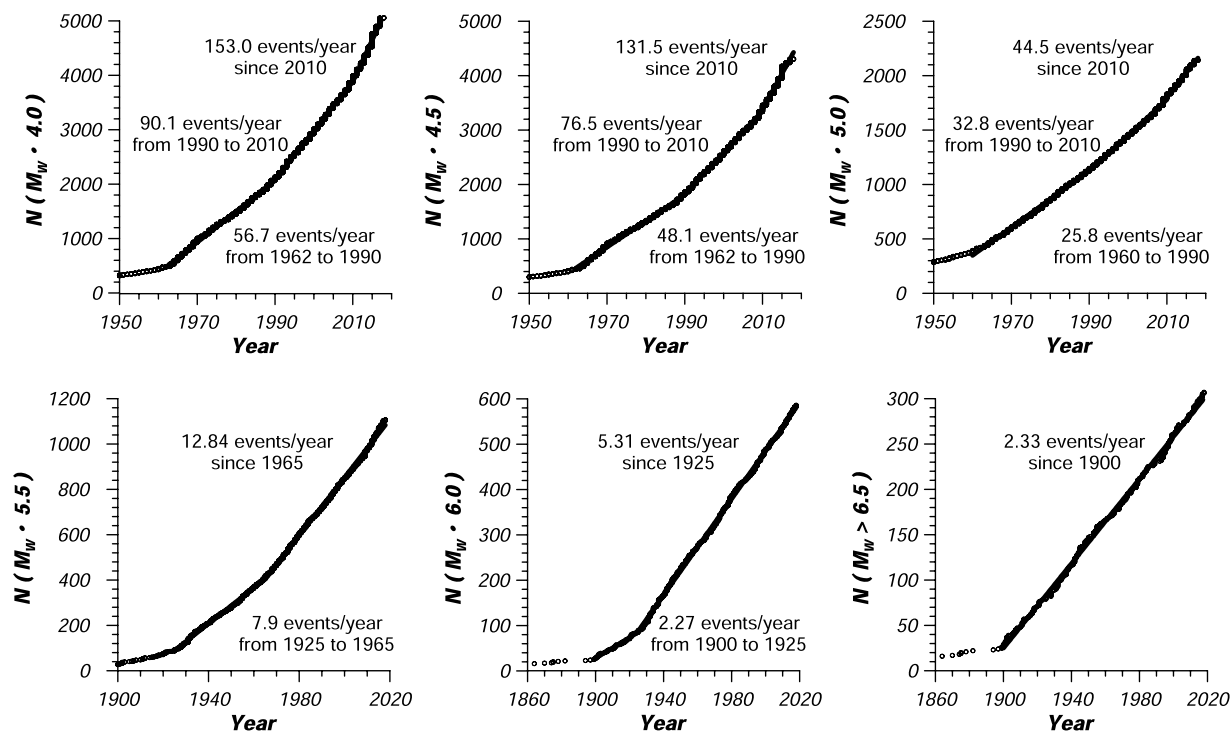 5000
4000
3000
2000
1000
0
N ( Mw • 4.0 )
153.0 events/year
since 2010
90.1 events/year
from 1990 to 2010
56.7 events/year
from 1962 to 1990
1950 1970 1990 2010
Year
5000
4000
3000
2000
1000
0
N ( Mw • 4.5 )
131.5 events/year
since 2010
76.5 events/year
from 1990 to 2010
48.1 events/year
from 1962 to 1990
1950 1970 1990 2010
Year
2500
2000
1500
1000
500
0
N ( Mw • 5.0 )
44.5 events/year
since 2010
32.8 events/year
from 1990 to 2010
25.8 events/year
from 1960 to 1990
1950 1970 1990 2010
Year
1200
1000
800
600
400
200
0
N ( Mw • 5.5 )
12.84 events/year
since 1965
7.9 events/year
from 1925 to 1965
1900 1940 1980 2020
Year
600
500
400
300
200
100
0
N ( Mw • 6.0 )
5.31 events/year
since 1925
2.27 events/year
from 1900 to 1925
1860 1900 1940 1980 2020
Year
300
250
200
150
100
50
0
N ( Mw > 6.5 )
2.33 events/year
since 1900
1860 1900 1940 1980 2020
Year